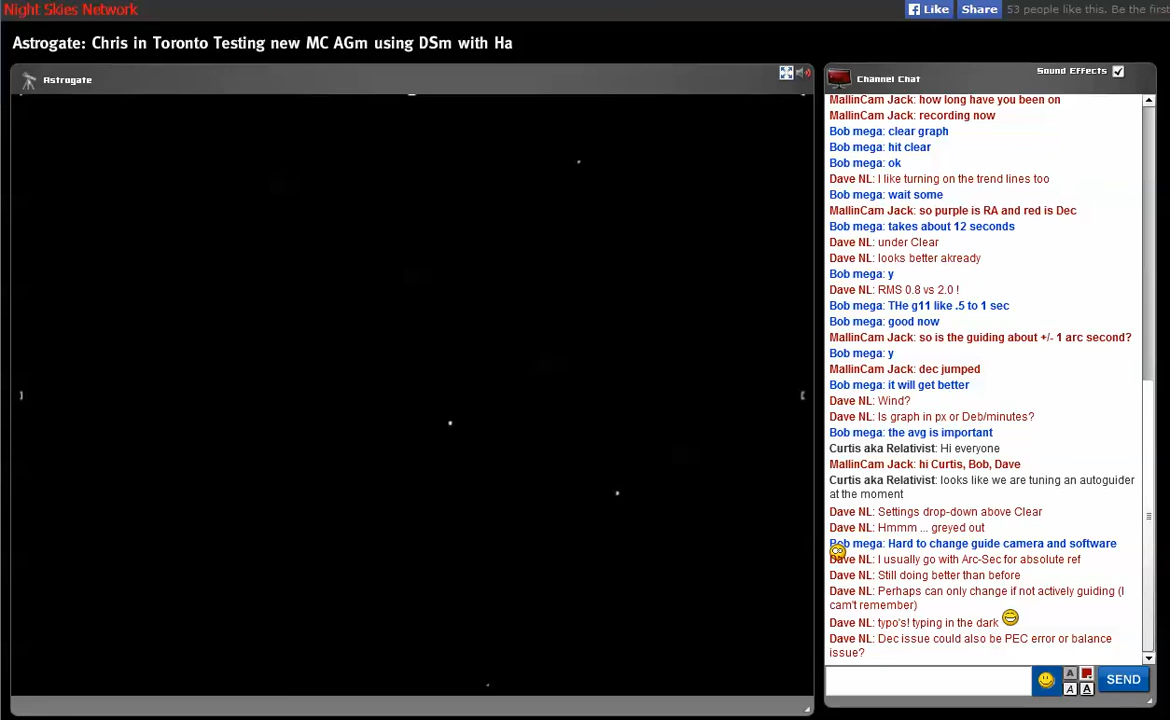 Night Skies Network
Like
Share
53 people like this. Be the first
Astrogate: Chris in Toronto Testing new MC AGm using DSm with Ha
Astrogate
Channel Chat
Sound Effects
MallinCam Jack: how long have you been on
MallinCam Jack: recording now
Bob mega: clear graph
Bob mega: hit clear
Bob mega: ok
Dave NL: I like turning on the trend lines too
Bob mega: wait some
MallinCam Jack: so purple is RA and red is Dec
Bob mega: takes about 12 seconds
Dave NL: under Clear
Dave NL: looks better akready
Bob mega: y
Dave NL: RMS 0.8 vs 2.0 !
Bob mega: THe g11 like .5 to 1 sec
Bob mega: good now
MallinCam Jack: so is the guiding about +/- 1 arc second?
Bob mega: y
MallinCam Jack: dec jumped
Bob mega: it will get better
Dave NL: Wind?
Dave NL: Is graph in px or Deb/minutes?
Bob mega: the avg is important
Curtis aka Relativist: Hi everyone
MallinCam Jack: hi Curtis, Bob, Dave
Curtis aka Relativist: looks like we are tuning an autoguider
at the moment
Dave NL: Settings drop-down above Clear
Dave NL: Hmmm ... greyed out
Bob mega: Hard to change guide camera and software
Dave NL: I usually go with Arc-Sec for absolute ref
Dave NL: Still doing better than before
Dave NL: Perhaps can only change if not actively guiding (I
cam't remember)
Dave NL: typo's! typing in the dark
Dave NL: Dec issue could also be PEC error or balance
issue?
A
A A
SEND